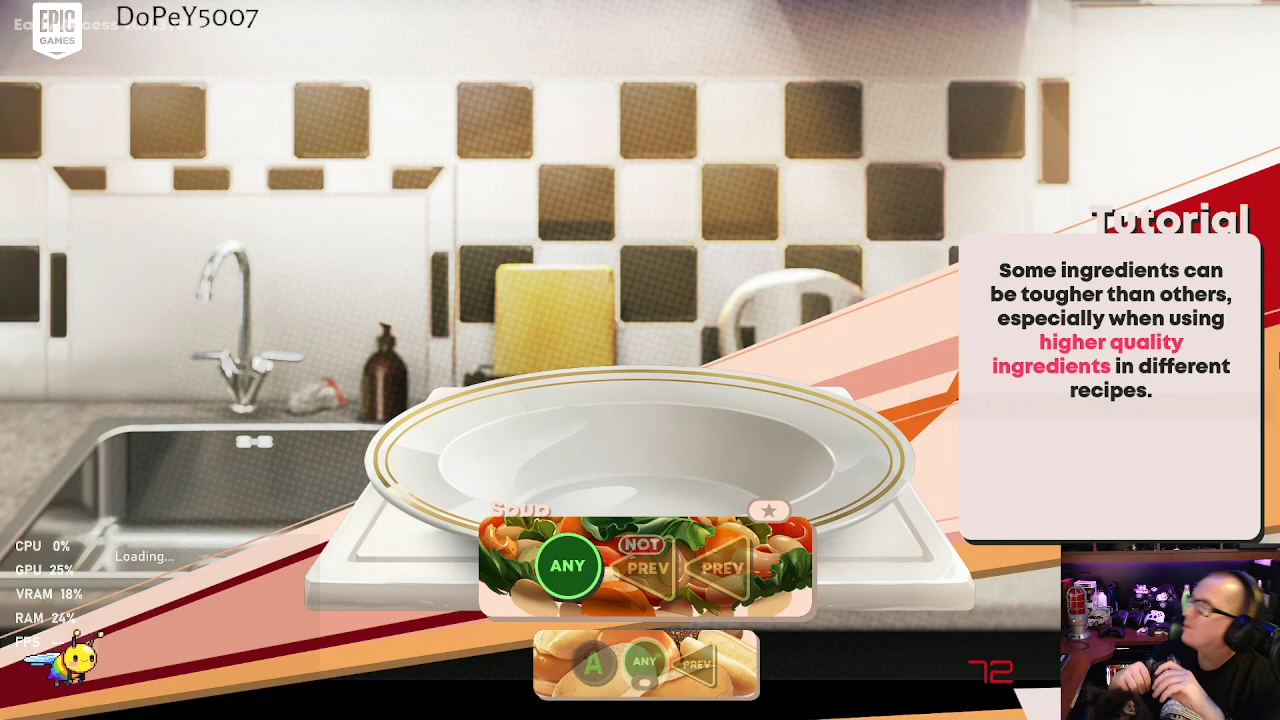 EPIC
GAMES
DoPeY5007
Tutorial
Some ingredients can
be tougher than others,
especially when using
higher quality
ingredients in different
recipes.
Soup
★
ANY
NOT
PREV
PREV
A
ANY
PREV
CPU 0%
GPU 25%
VRAM 18%
RAM 24%
FPS --
Loading...
72